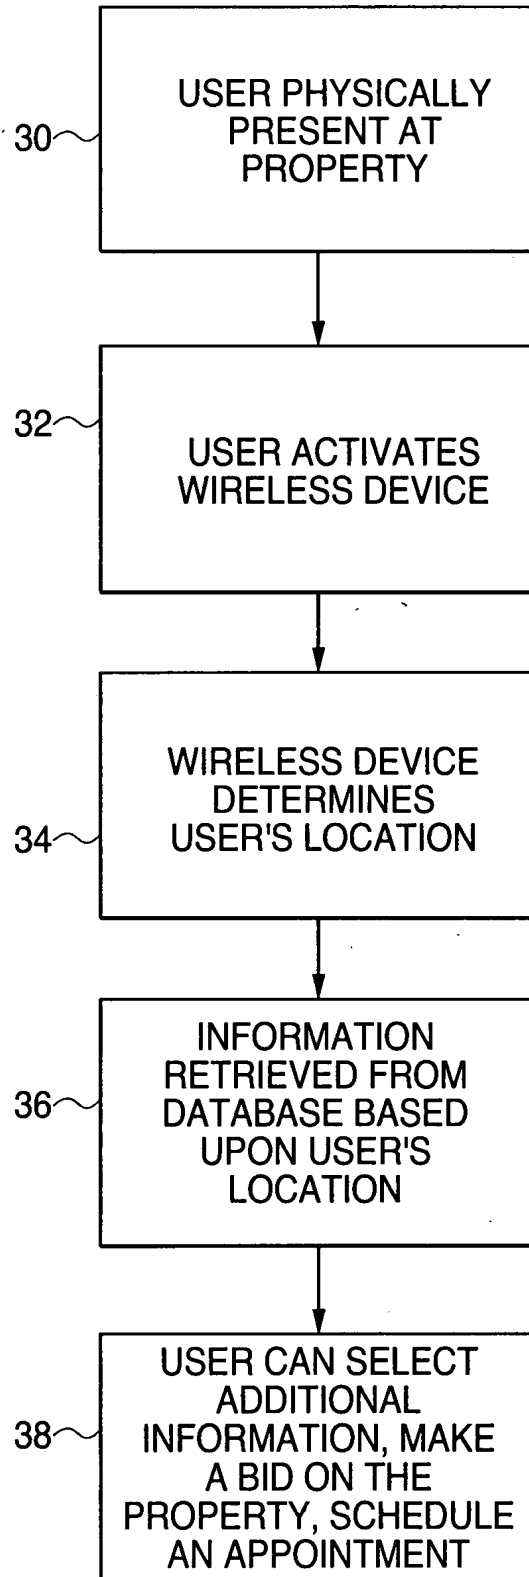 30
USER PHYSICALLY
PRESENT AT
PROPERTY
32
USER ACTIVATES
WIRELESS DEVICE
34
WIRELESS DEVICE
DETERMINES
USER'S LOCATION
36
INFORMATION
RETRIEVED FROM
DATABASE BASED
UPON USER'S
LOCATION
38
USER CAN SELECT
ADDITIONAL
INFORMATION, MAKE
A BID ON THE
PROPERTY, SCHEDULE
AN APPOINTMENT